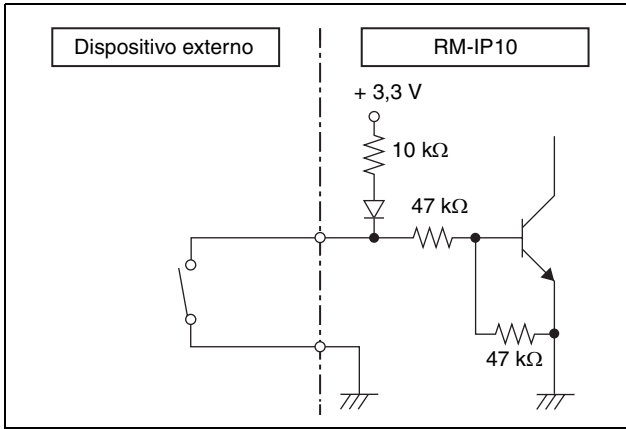 Dispositivo externo
RM-IP10
+ 3,3 V
10 kΩ
47 kΩ
47 kΩ